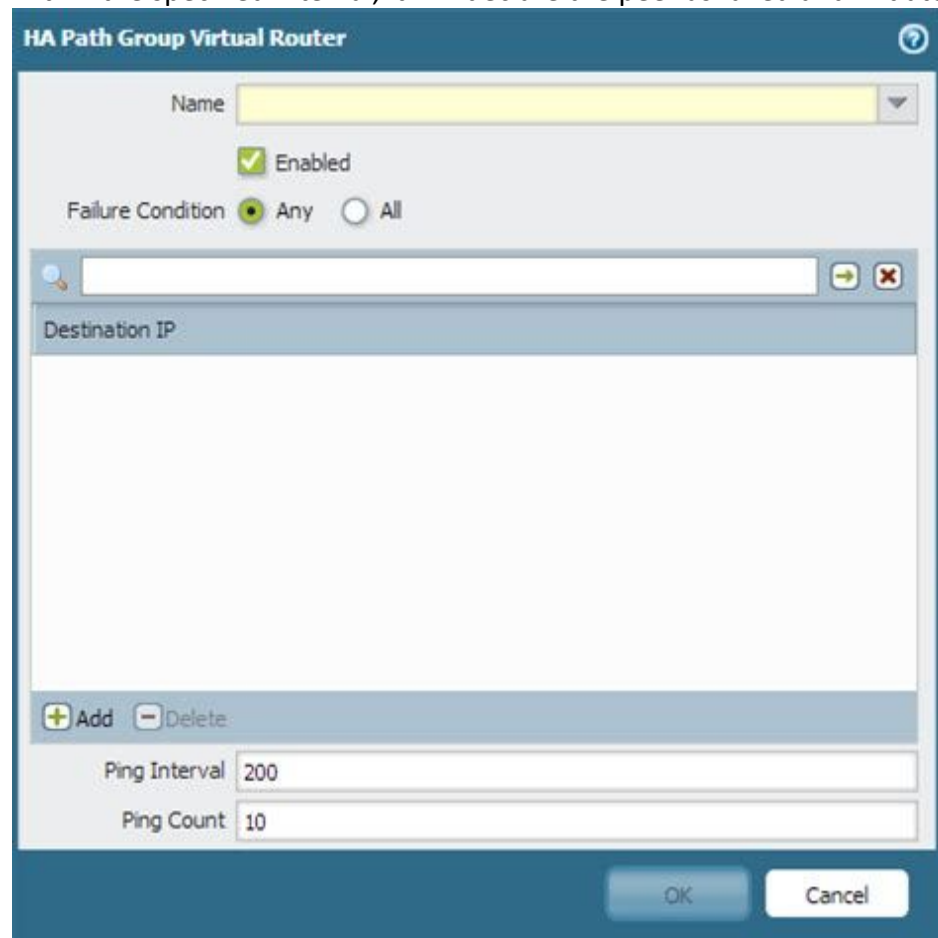 HA Path Group Virtual Router
Name
Enabled
Failure Condition Any All
Destination IP
Add Delete
Ping Interval 200
Ping Count 10
OK Cancel